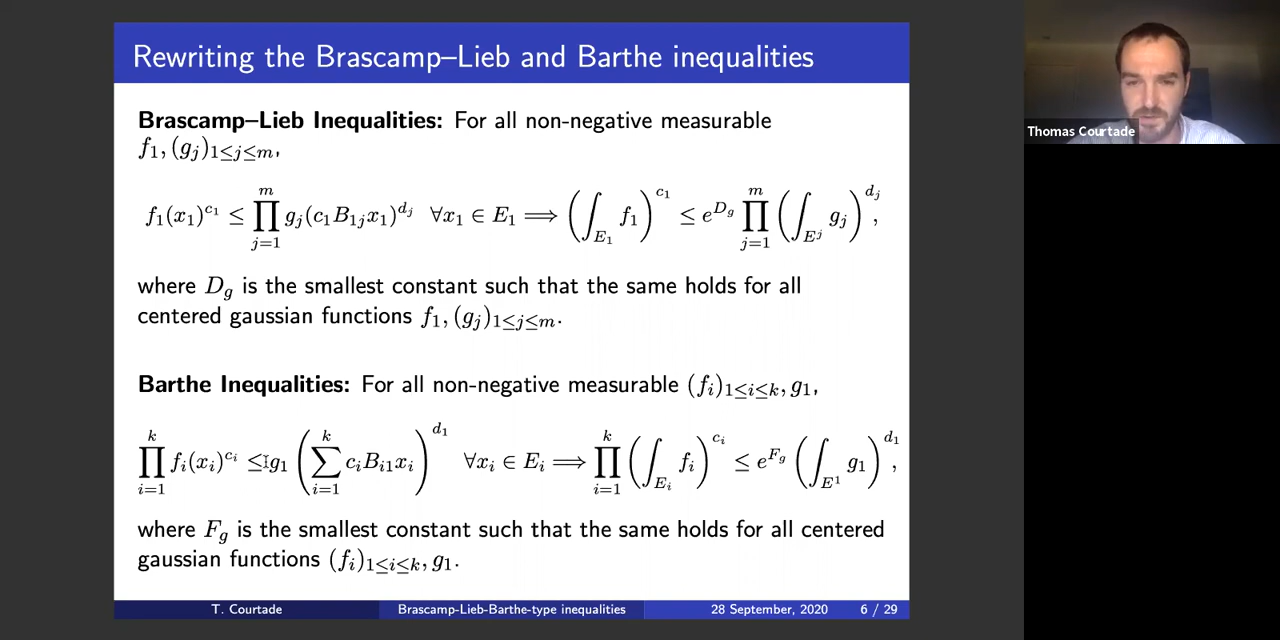 Rewriting the Brascamp–Lieb and Barthe inequalities
Brascamp–Lieb Inequalities: For all non-negative measurable
f_1, (g_j)_{1≤j≤m},
f_1(x_1)^{c_1} ≤ ∏_{j=1}^{m} g_j(c_1 B_{1j} x_1)^{d_j} ∀x_1 ∈ E_1 ⟹ (∫_{E_1} f_1)^{c_1} ≤ e^{D_g} ∏_{j=1}^{m} (∫_{E^j} g_j)^{d_j},
where D_g is the smallest constant such that the same holds for all
centered gaussian functions f_1, (g_j)_{1≤j≤m}.
Barthe Inequalities: For all non-negative measurable (f_i)_{1≤i≤k}, g_1,
∏_{i=1}^{k} f_i(x_i)^{c_i} ≤ g_1 (∑_{i=1}^{k} c_i B_{i1} x_i)^{d_1} ∀x_i ∈ E_i ⟹ ∏_{i=1}^{k} (∫_{E_i} f_i)^{c_i} ≤ e^{F_g} (∫_{E^1} g_1)^{d_1},
where F_g is the smallest constant such that the same holds for all centered
gaussian functions (f_i)_{1≤i≤k}, g_1.
T. Courtade Brascamp-Lieb-Barthe-type inequalities 28 September, 2020 6 / 29
Thomas Courtade